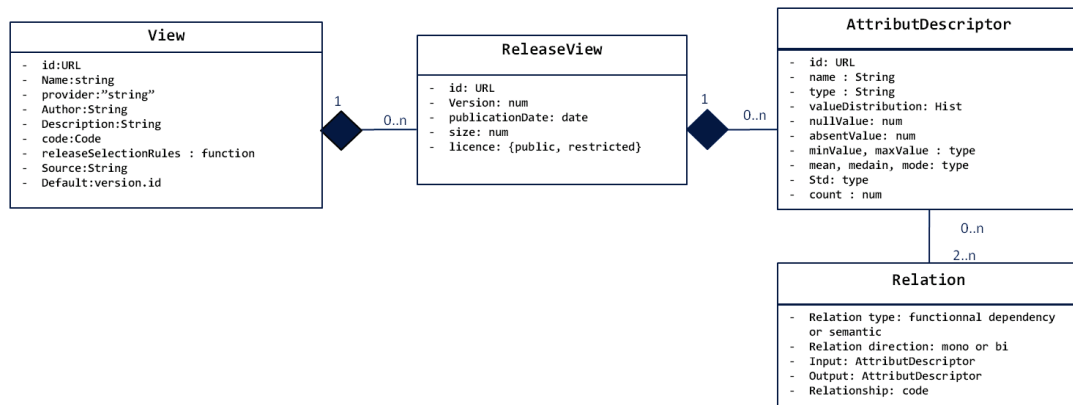 View
- id:URL
- Name:string
- provider:”string”
- Author:String
- Description:String
- code:Code
- releaseSelectionRules : function
- Source:String
- Default:version.id
1
0..n
ReleaseView
- id: URL
- Version: num
- publicationDate: date
- size: num
- licence: {public, restricted}
1
0..n
AttributDescriptor
- id: URL
- name : String
- type : String
- valueDistribution: Hist
- nullValue: num
- absentValue: num
- minValue, maxValue : type
- mean, medain, mode: type
- Std: type
- count : num
0..n
2..n
Relation
- Relation type: functionnal dependency
or semantic
- Relation direction: mono or bi
- Input: AttributDescriptor
- Output: AttributDescriptor
- Relationship: code